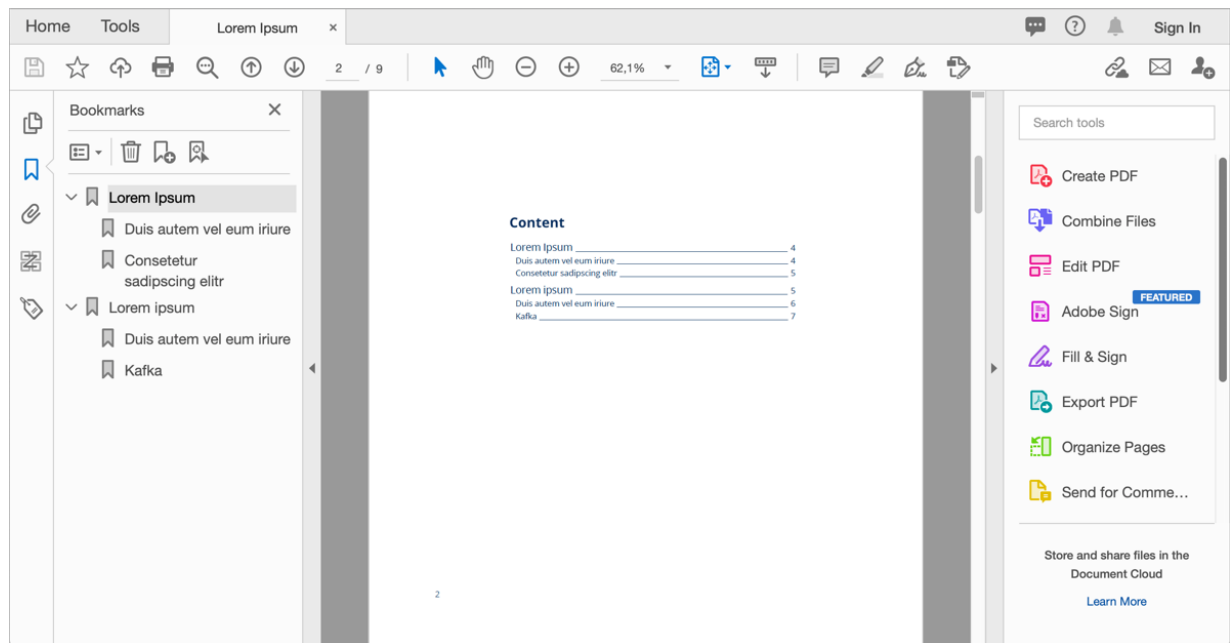 Home Tools Lorem Ipsum × Sign In
2 / 9 62,1%
Bookmarks
Lorem Ipsum
Duis autem vel eum iriure
Consetetur
sadipscing elitr
Lorem ipsum
Duis autem vel eum iriure
Kafka
Content
Lorem Ipsum 4
Duis autem vel eum iriure 4
Consetetur sadipscing elitr 5
Lorem ipsum 5
Duis autem vel eum iriure 6
Kafka 7
2
Search tools
Create PDF
Combine Files
Edit PDF
FEATURED
Adobe Sign
Fill & Sign
Export PDF
Organize Pages
Send for Comme...
Store and share files in the
Document Cloud
Learn More